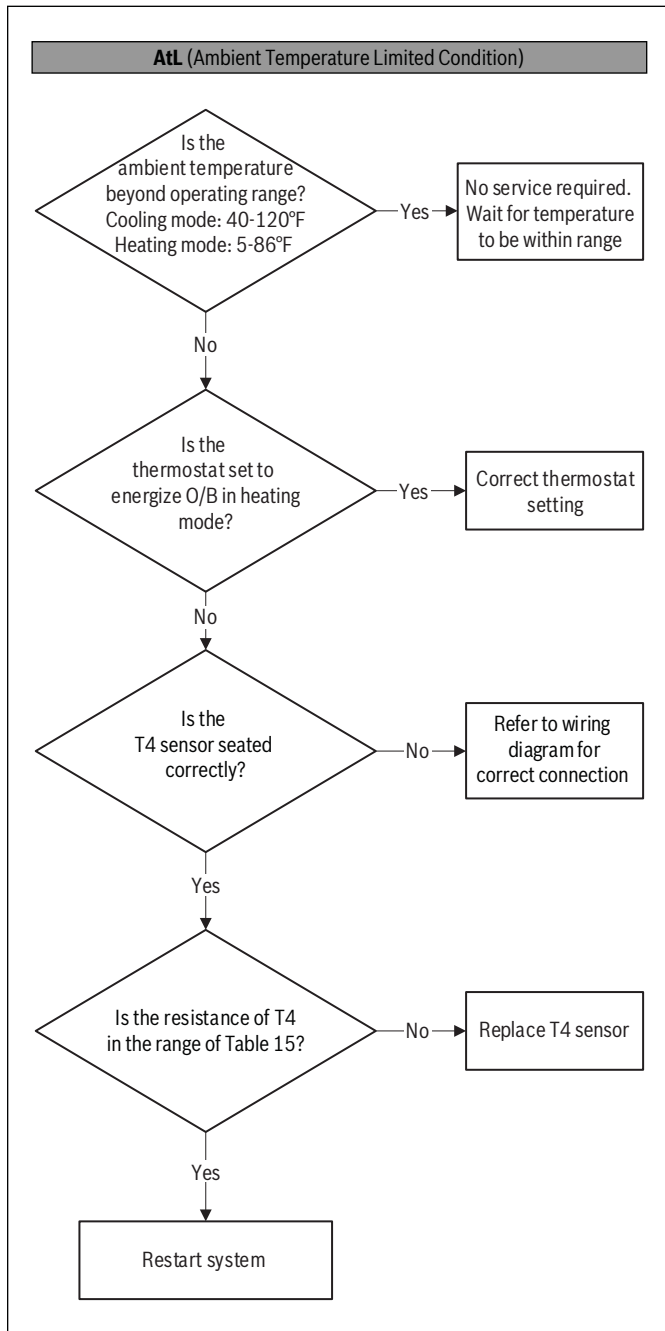 AtL (Ambient Temperature Limited Condition)
Is the
ambient temperature
beyond operating range?
Cooling mode: 40-120°F
Heating mode: 5-86°F
Yes
No service required.
Wait for temperature
to be within range
No
Is the
thermostat set to
energize O/B in heating
mode?
Yes
Correct thermostat
setting
No
Is the
T4 sensor seated
correctly?
No
Refer to wiring
diagram for
correct connection
Yes
Is the resistance of T4
in the range of Table 15?
No
Replace T4 sensor
Yes
Restart system